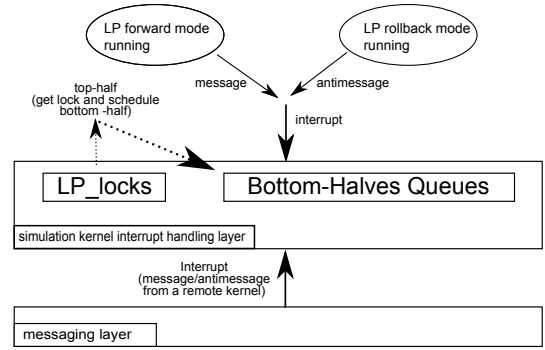 LP forward mode
running
LP rollback mode
running
message
antimessage
top-half
(get lock and schedule
bottom -half)
interrupt
LP_locks
Bottom-Halves Queues
simulation kernel interrupt handling layer
Interrupt
(message/antimessage
from a remote kernel)
messaging layer